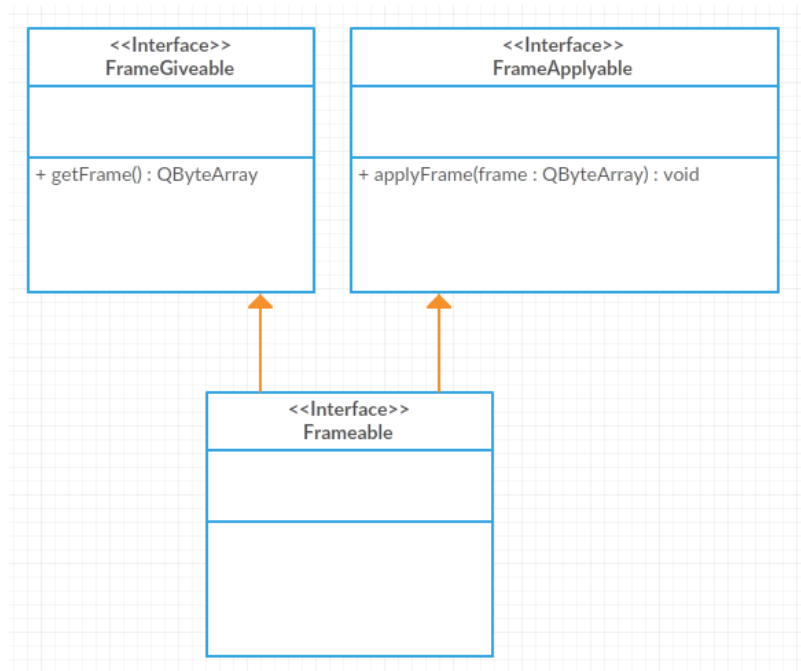 <<Interface>>
FrameGiveable
+ getFrame() : QByteArray
<<Interface>>
FrameApplyable
+ applyFrame(frame : QByteArray) : void
<<Interface>>
Frameable